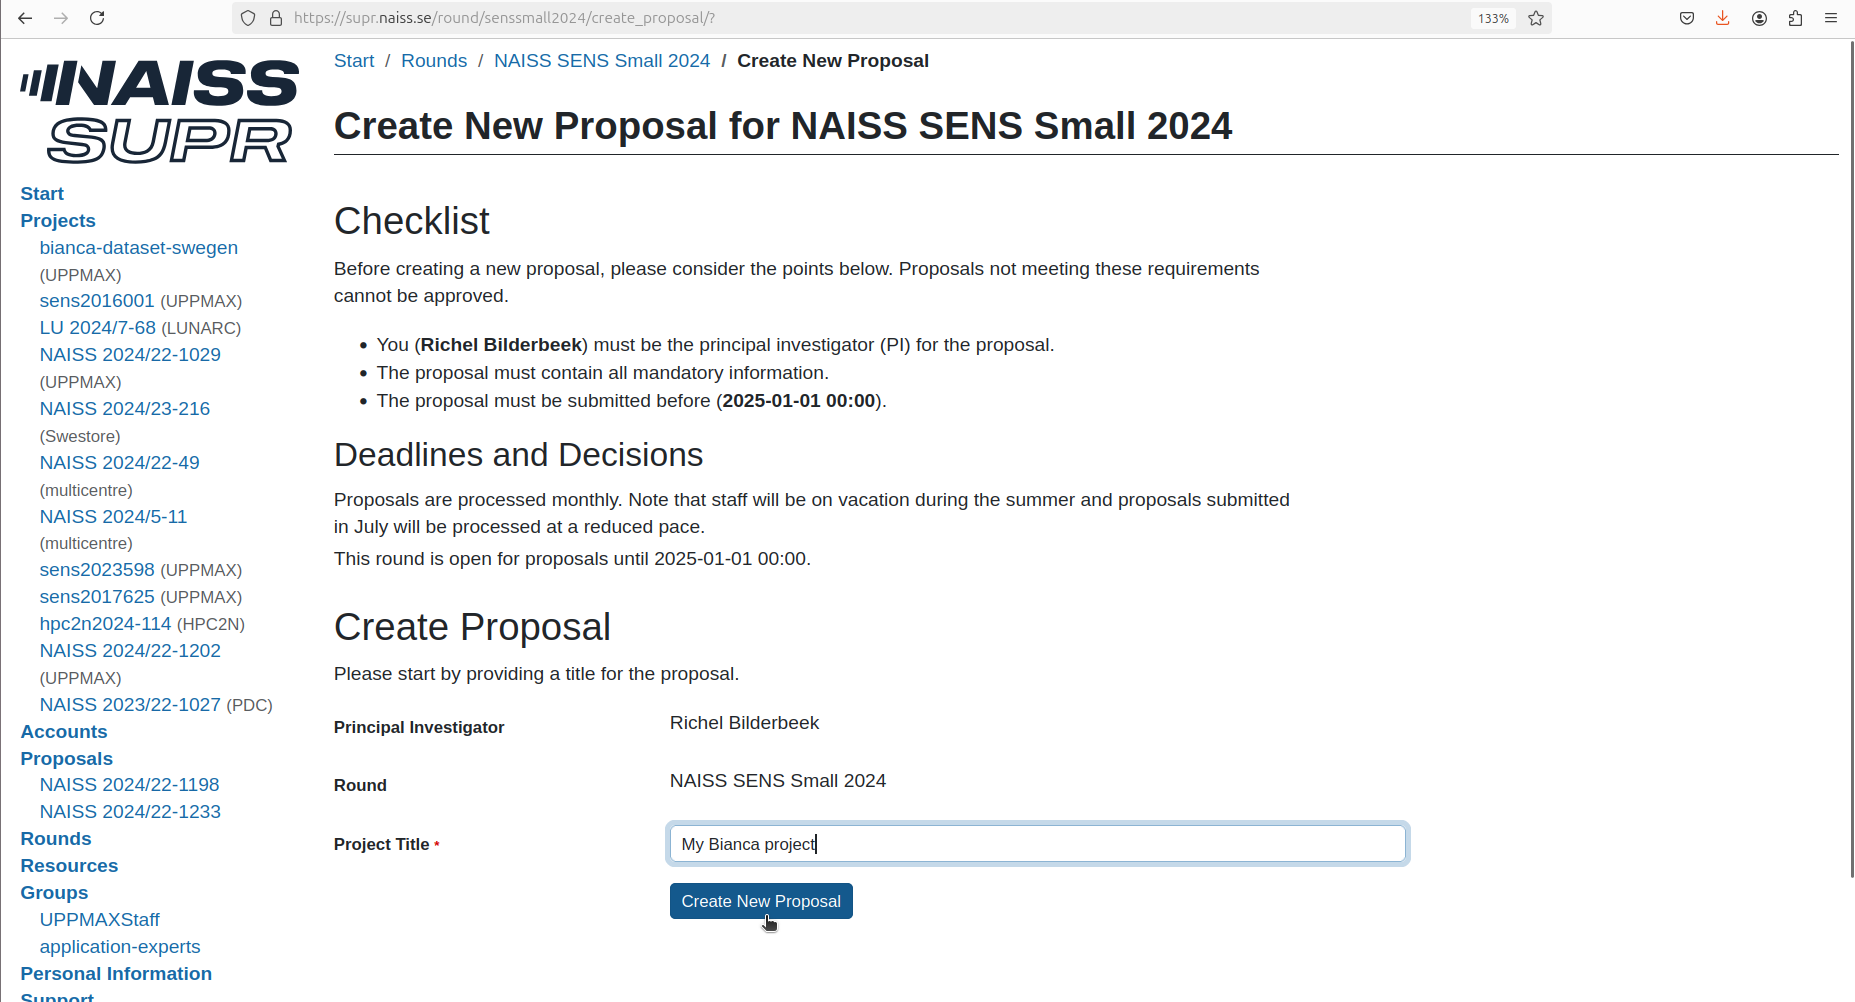 https://supr.naiss.se/round/senssmall2024/create_proposal/?
133%
NAISS
SUPR
Start
Projects
bianca-dataset-swegen
(UPPMAX)
sens2016001 (UPPMAX)
LU 2024/7-68 (LUNARC)
NAISS 2024/22-1029
(UPPMAX)
NAISS 2024/23-216
(Swestore)
NAISS 2024/22-49
(multicentre)
NAISS 2024/5-11
(multicentre)
sens2023598 (UPPMAX)
sens2017625 (UPPMAX)
hpc2n2024-114 (HPC2N)
NAISS 2024/22-1202
(UPPMAX)
NAISS 2023/22-1027 (PDC)
Accounts
Proposals
NAISS 2024/22-1198
NAISS 2024/22-1233
Rounds
Resources
Groups
UPPMAXStaff
application-experts
Personal Information
Support
Start / Rounds / NAISS SENS Small 2024 / Create New Proposal
Create New Proposal for NAISS SENS Small 2024
Checklist
Before creating a new proposal, please consider the points below. Proposals not meeting these requirements
cannot be approved.
• You (Richel Bilderbeek) must be the principal investigator (PI) for the proposal.
• The proposal must contain all mandatory information.
• The proposal must be submitted before (2025-01-01 00:00).
Deadlines and Decisions
Proposals are processed monthly. Note that staff will be on vacation during the summer and proposals submitted
in July will be processed at a reduced pace.
This round is open for proposals until 2025-01-01 00:00.
Create Proposal
Please start by providing a title for the proposal.
Principal Investigator Richel Bilderbeek
Round NAISS SENS Small 2024
Project Title * My Bianca project
Create New Proposal